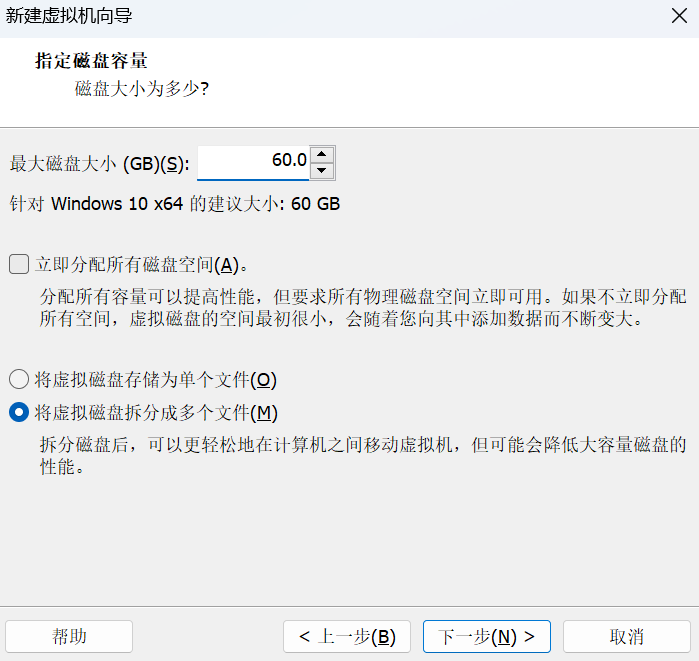 新建虚拟机向导
指定磁盘容量
磁盘大小为多少?
最大磁盘大小 (GB)(S): 60.0
针对 Windows 10 x64 的建议大小: 60 GB
立即分配所有磁盘空间(A)。
分配所有容量可以提高性能，但要求所有物理磁盘空间立即可用。如果不立即分配
所有空间，虚拟磁盘的空间最初很小，会随着您向其中添加数据而不断变大。
将虚拟磁盘存储为单个文件(O)
将虚拟磁盘拆分成多个文件(M)
拆分磁盘后，可以更轻松地在计算机之间移动虚拟机，但可能会降低大容量磁盘的
性能。
帮助 < 上一步(B) 下一步(N) > 取消